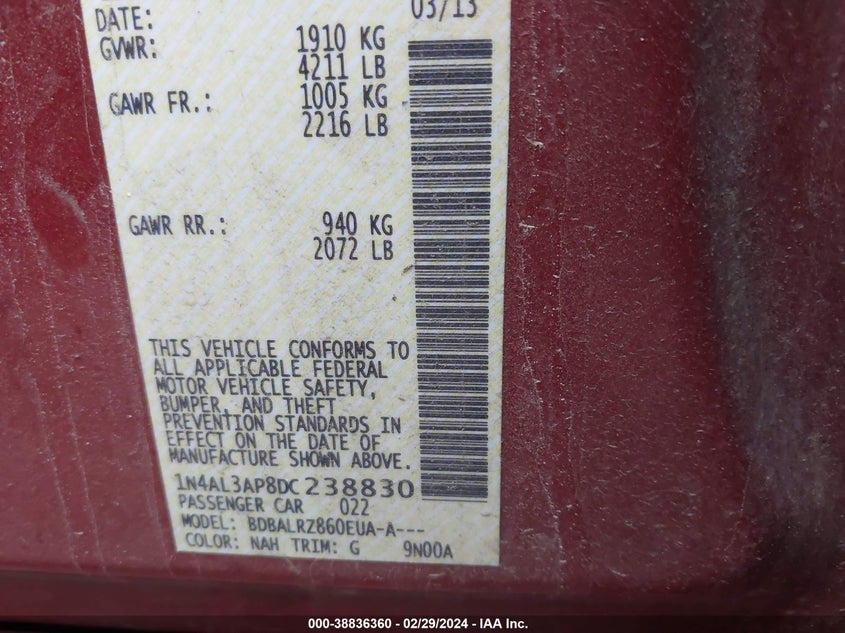 DATE: 03/13
GVWR: 1910 KG
4211 LB
GAWR FR.: 1005 KG
2216 LB
GAWR RR.: 940 KG
2072 LB
THIS VEHICLE CONFORMS TO
ALL APPLICABLE FEDERAL
MOTOR VEHICLE SAFETY,
BUMPER, AND THEFT
PREVENTION STANDARDS IN
EFFECT ON THE DATE OF
MANUFACTURE SHOWN ABOVE.
1N4AL3AP8DC238830
PASSENGER CAR 022
MODEL: BDBALRZ860EUA-A---
COLOR: NAH TRIM: G 9N00A
000-38836360 - 02/29/2024 - IAA Inc.